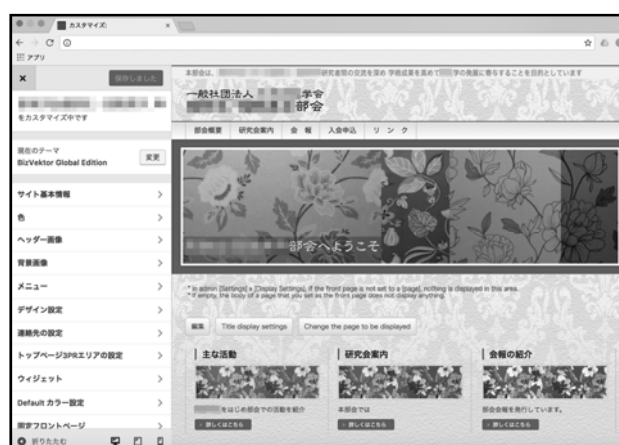 カスタマイズ:
アプリ
保存しました
をカスタマイズ中です
現在のテーマ
BizVektor Global Edition
変更
サイト基本情報
色
ヘッダー画像
背景画像
メニュー
デザイン設定
連絡先の設定
トップページ3PRエリアの設定
ウィジェット
Default カラー設定
固定フロントページ
折りたたむ
本部会は、
研究者間の交流を深め 学術成果を高めて
学の発展に寄与することを目的としています
一般社団法人
学会
部会
部会概要
研究会案内
会 報
入会申込
リ ン ク
部会へようこそ
* in admin [Settings] » [Display Settings], if the front page is not set to a [page], nothing is displayed in this area.
* If empty, the body of a page that you set as the front page does not display anything.
編集
Title display settings
Change the page to be displayed
主な活動
をはじめ部会での活動を紹介
詳しくはこちら
研究会案内
本部会では
詳しくはこちら
会報の紹介
部会会報を発行しています。
詳しくはこちら